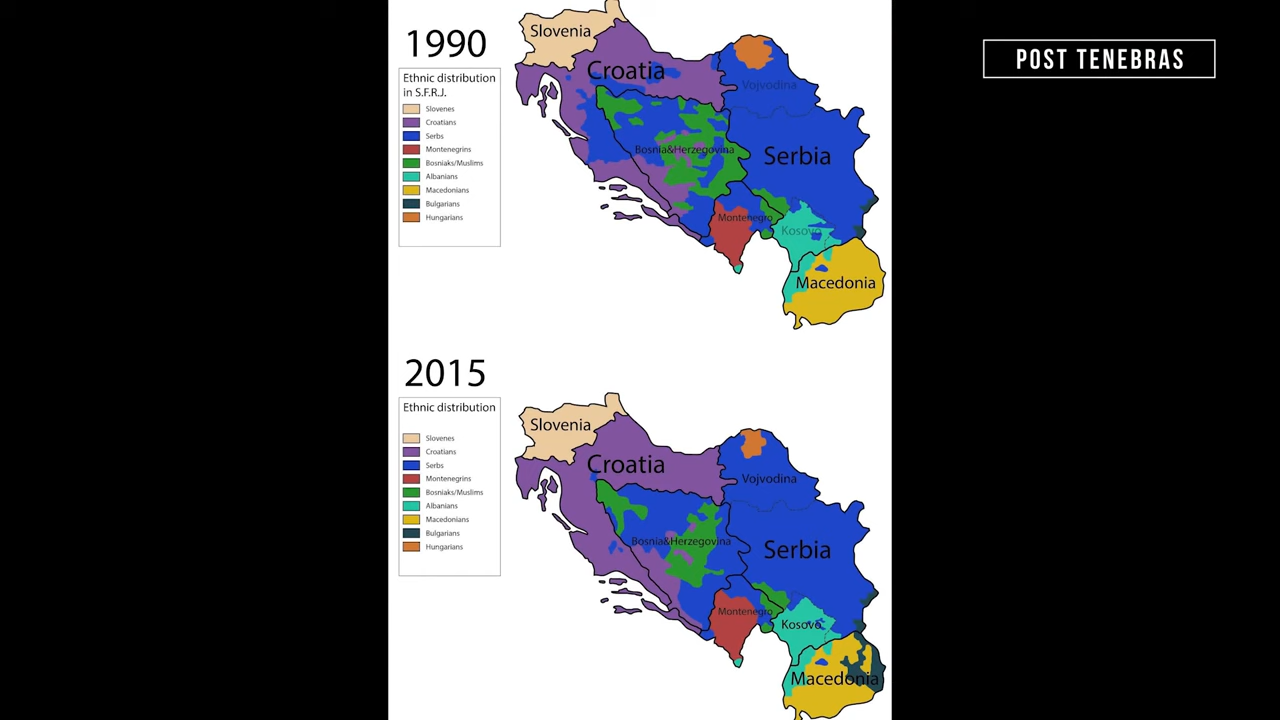 POST TENEBRAS
1990
Ethnic distribution
in S.F.R.J.
Slovenes
Croatians
Serbs
Montenegrins
Bosniaks/Muslims
Albanians
Macedonians
Bulgarians
Hungarians
Slovenia
Croatia
Vojvodina
Bosnia&Herzegovina
Serbia
Montenegro
Kosovo
Macedonia
2015
Ethnic distribution
Slovenes
Croatians
Serbs
Montenegrins
Bosniaks/Muslims
Albanians
Macedonians
Bulgarians
Hungarians
Slovenia
Croatia
Vojvodina
Bosnia&Herzegovina
Serbia
Montenegro
Kosovo
Macedonia